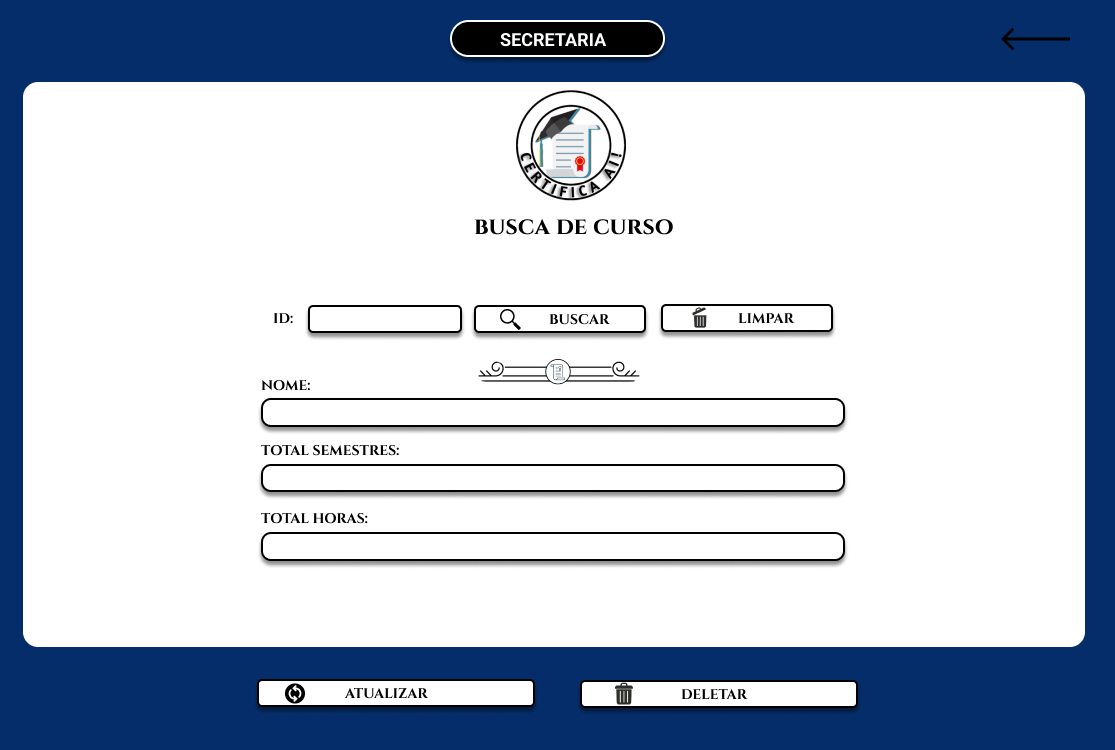 SECRETARIA
CERTIFICA AI!
BUSCA DE CURSO
ID:
BUSCAR
LIMPAR
NOME:
TOTAL SEMESTRES:
TOTAL HORAS:
ATUALIZAR
DELETAR